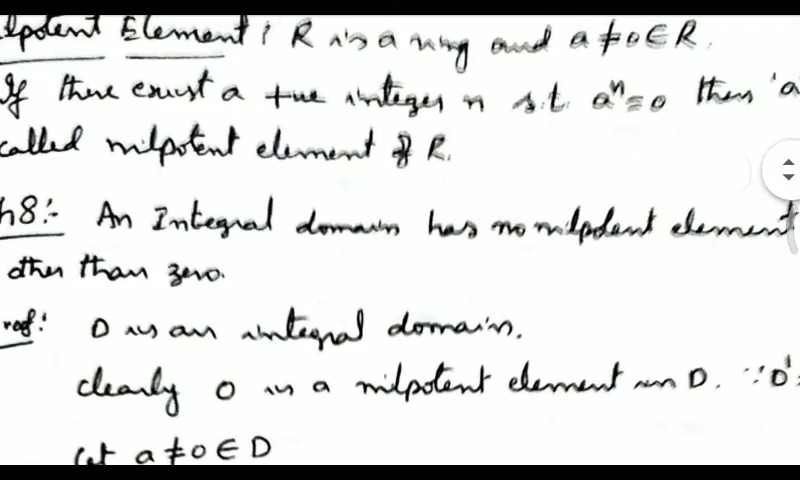 lpotent Element : R is a ring and a ≠ 0 ∈ R.
If there exist a +ve integer n s.t. aⁿ = 0 then 'a
called nilpotent element of R.
h8:- An Integral domain has no nilpotent element
other than zero.
roof: D is an integral domain.
clearly 0 is a nilpotent element in D. ∵ 0¹ =
Let a ≠ 0 ∈ D